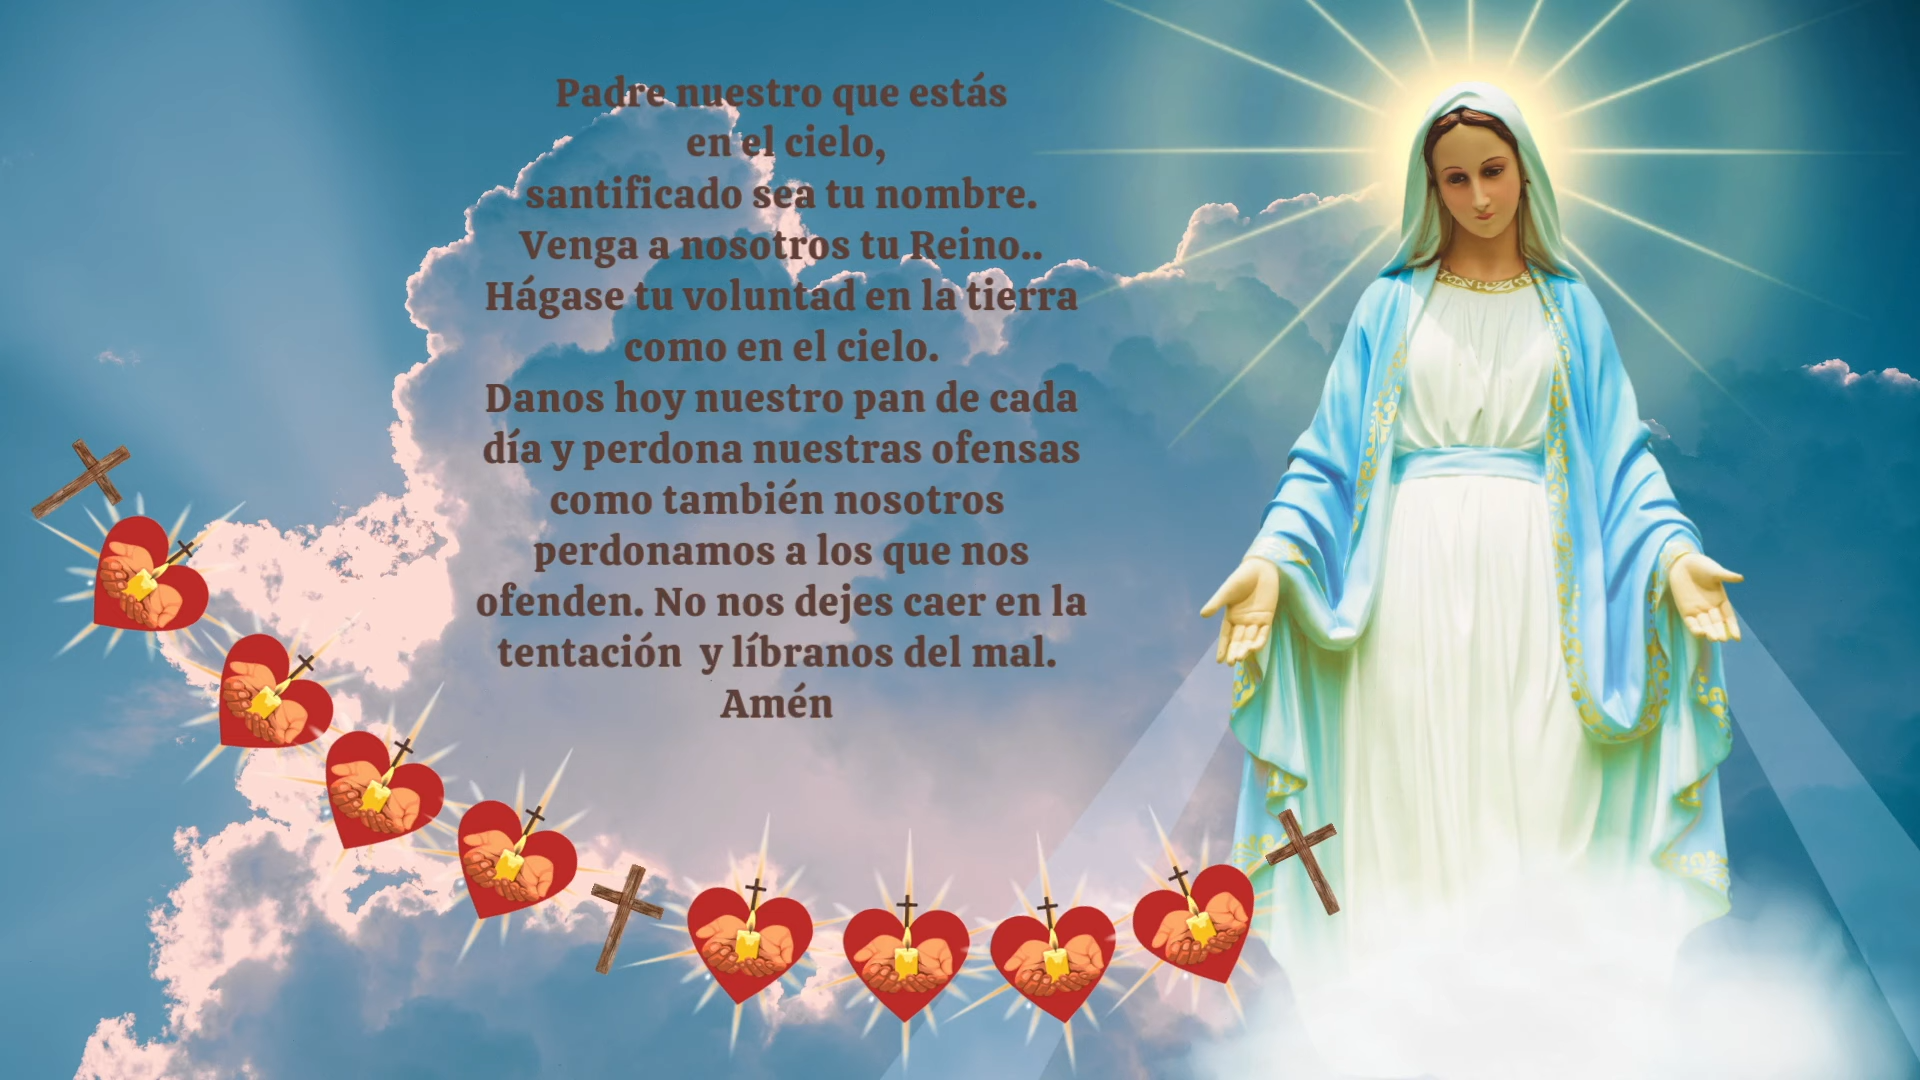 Padre nuestro que estás
en el cielo,
santificado sea tu nombre.
Venga a nosotros tu Reino..
Hágase tu voluntad en la tierra
como en el cielo.
Danos hoy nuestro pan de cada
día y perdona nuestras ofensas
como también nosotros
perdonamos a los que nos
ofenden. No nos dejes caer en la
tentación  y líbranos del mal.
Amén